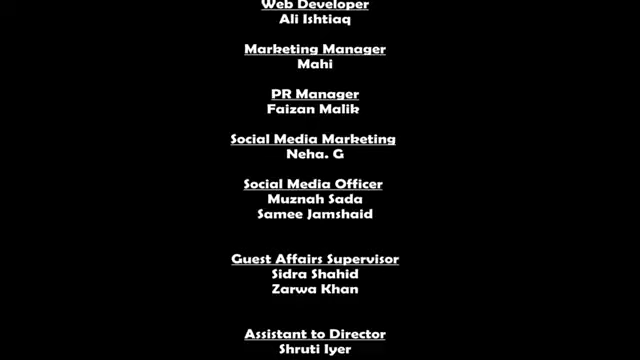 Web Developer
Ali Ishtiaq
Marketing Manager
Mahi
PR Manager
Faizan Malik
Social Media Marketing
Neha. G
Social Media Officer
Muznah Sada
Samee Jamshaid
Guest Affairs Supervisor
Sidra Shahid
Zarwa Khan
Assistant to Director
Shruti Iyer